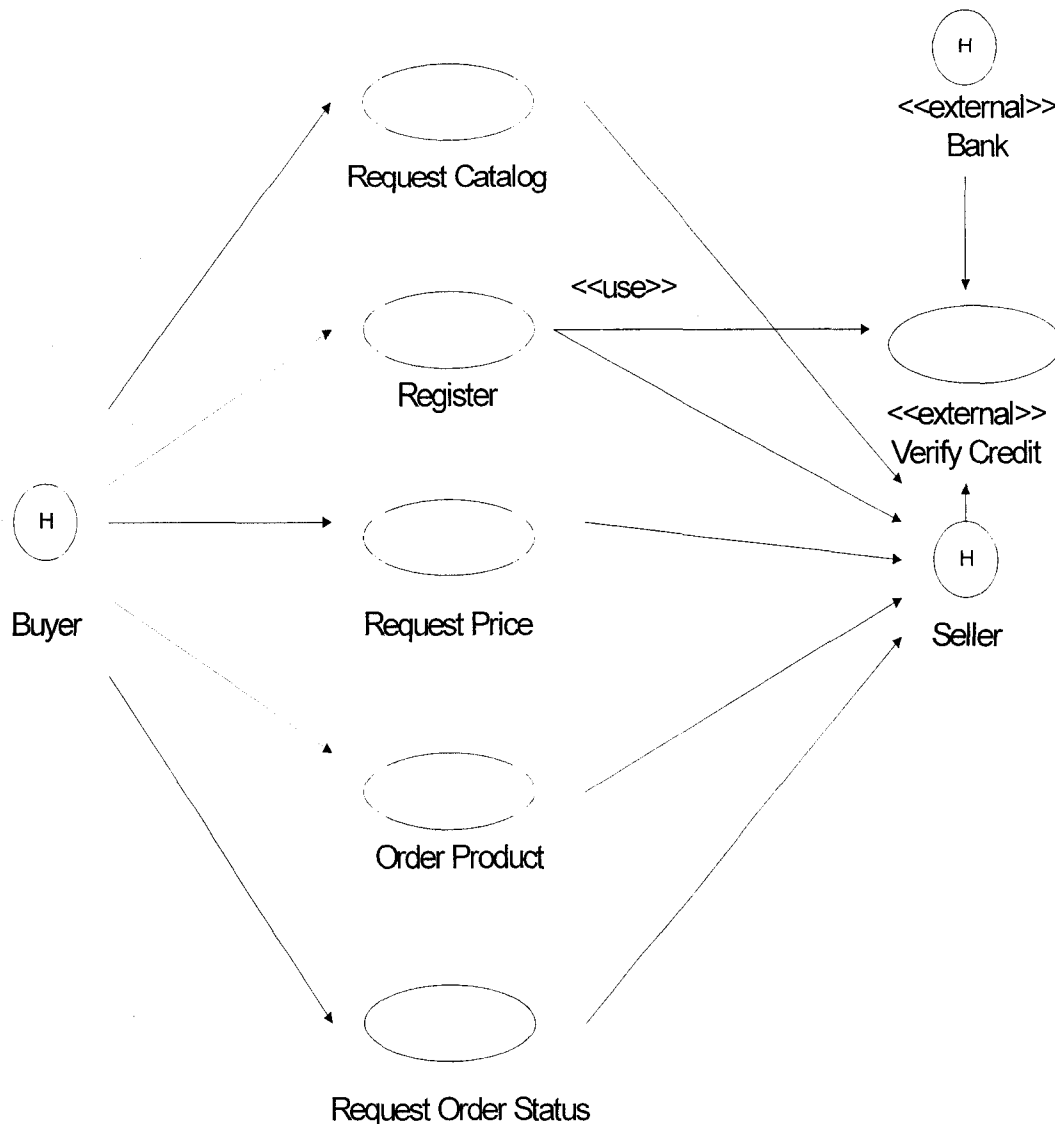 H
<<external>>
Bank
Request Catalog
<<use>>
Register
<<external>>
Verify Credit
H
Buyer
Request Price
H
Seller
Order Product
Request Order Status